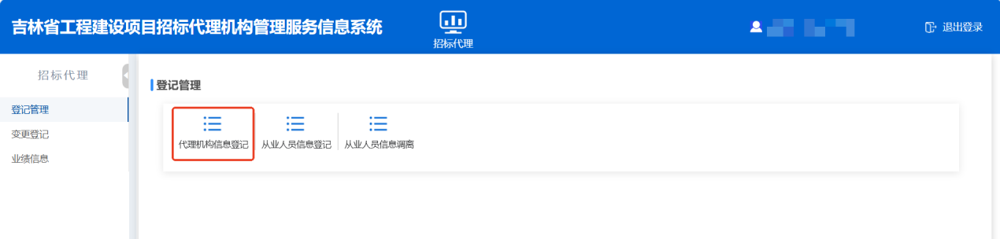 吉林省工程建设项目招标代理机构管理服务信息系统
招标代理
退出登录
招标代理
登记管理
变更登记
业绩信息
登记管理
代理机构信息登记
从业人员信息登记
从业人员信息调离